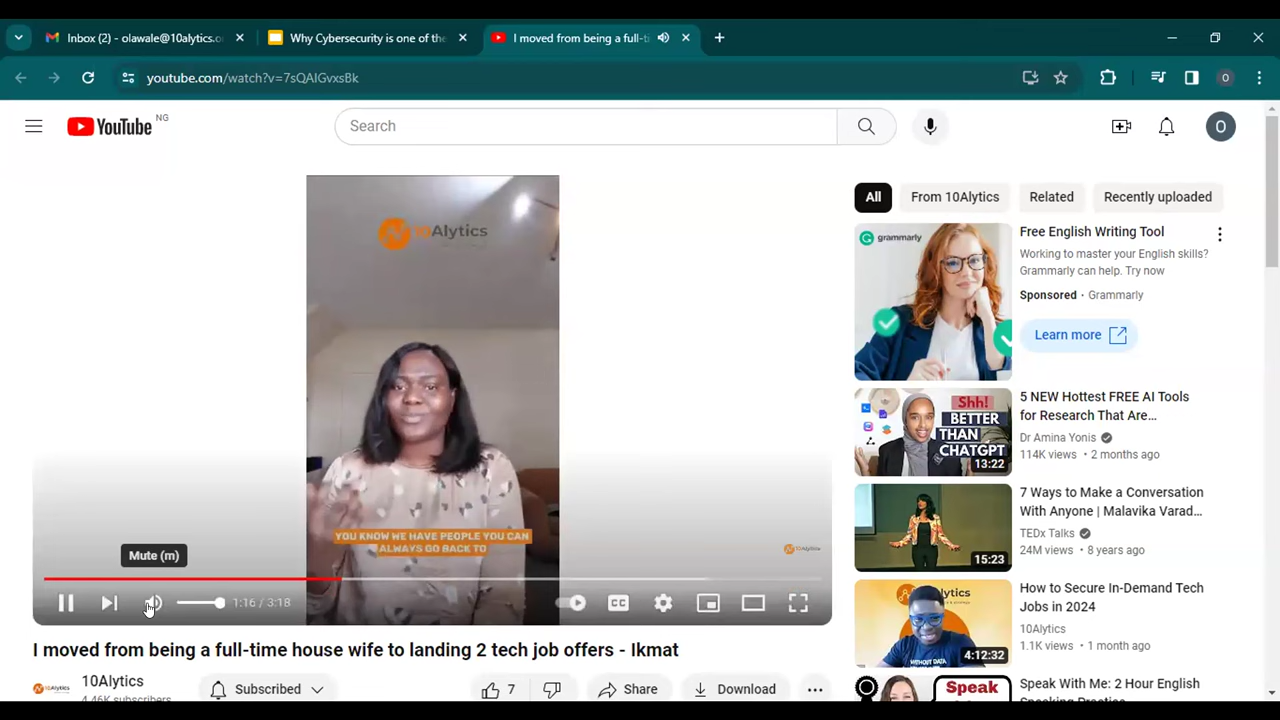 Inbox (2) - olawale@10alytics.o
Why Cybersecurity is one of the
I moved from being a full-ti
youtube.com/watch?v=7sQAIGvxsBk
O
YouTube NG
Search
O
10Alytics
YOU KNOW WE HAVE PEOPLE YOU CAN
ALWAYS GO BACK TO
10Alytics
Mute (m)
1:16 / 3:18
CC
I moved from being a full-time house wife to landing 2 tech job offers - Ikmat
10Alytics
4.46K subscribers
Subscribed
7
Share
Download
All
From 10Alytics
Related
Recently uploaded
grammarly
Free English Writing Tool
Working to master your English skills?
Grammarly can help. Try now
Sponsored · Grammarly
Learn more
Shh!
BETTER
THAN
CHATGPT
13:22
5 NEW Hottest FREE AI Tools
for Research That Are...
Dr Amina Yonis
114K views · 2 months ago
15:23
7 Ways to Make a Conversation
With Anyone | Malavika Varad...
TEDx Talks
24M views · 8 years ago
4:12:32
How to Secure In-Demand Tech
Jobs in 2024
10Alytics
1.1K views · 1 month ago
Speak
Speak With Me: 2 Hour English
Speaking Practice